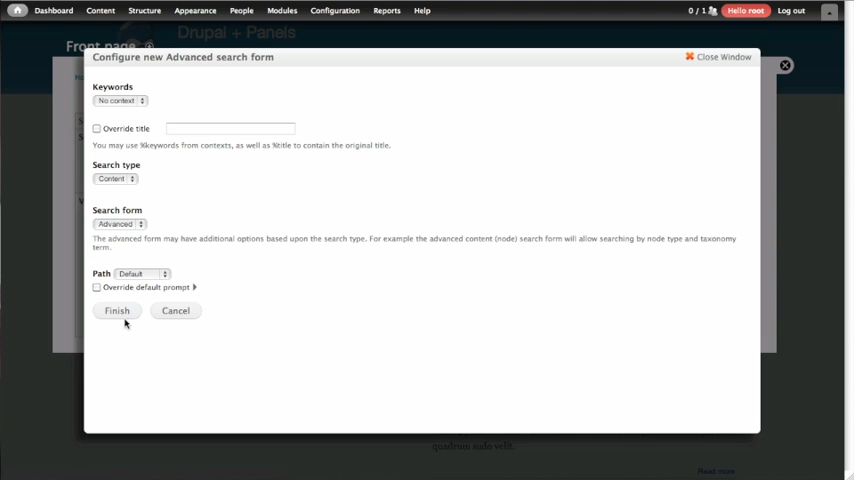 Dashboard Content Structure Appearance People Modules Configuration Reports Help 0 / 1 Hello root Log out
Drupal + Panels
Front page
Configure new Advanced search form Close Window
Keywords
No context
Override title
You may use %keywords from contexts, as well as %title to contain the original title.
Search type
Content
Search form
Advanced
The advanced form may have additional options based upon the search type. For example the advanced content (node) search form will allow searching by node type and taxonomy
term.
Path Default
Override default prompt
Finish Cancel
quadrum sudo velit.
Read more